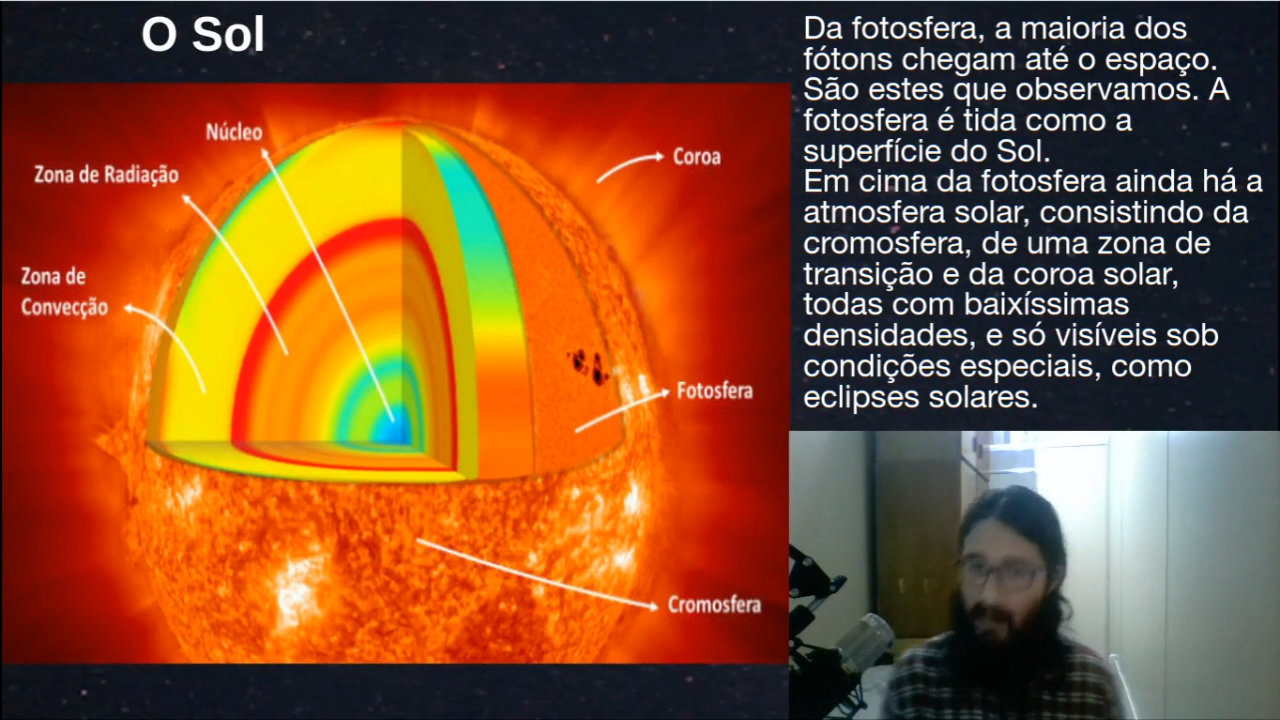 O Sol
Núcleo
Zona de Radiação
Coroa
Zona de
Convecção
Fotosfera
Cromosfera
Da fotosfera, a maioria dos
fótons chegam até o espaço.
São estes que observamos. A
fotosfera é tida como a
superfície do Sol.
Em cima da fotosfera ainda há a
atmosfera solar, consistindo da
cromosfera, de uma zona de
transição e da coroa solar,
todas com baixíssimas
densidades, e só visíveis sob
condições especiais, como
eclipses solares.